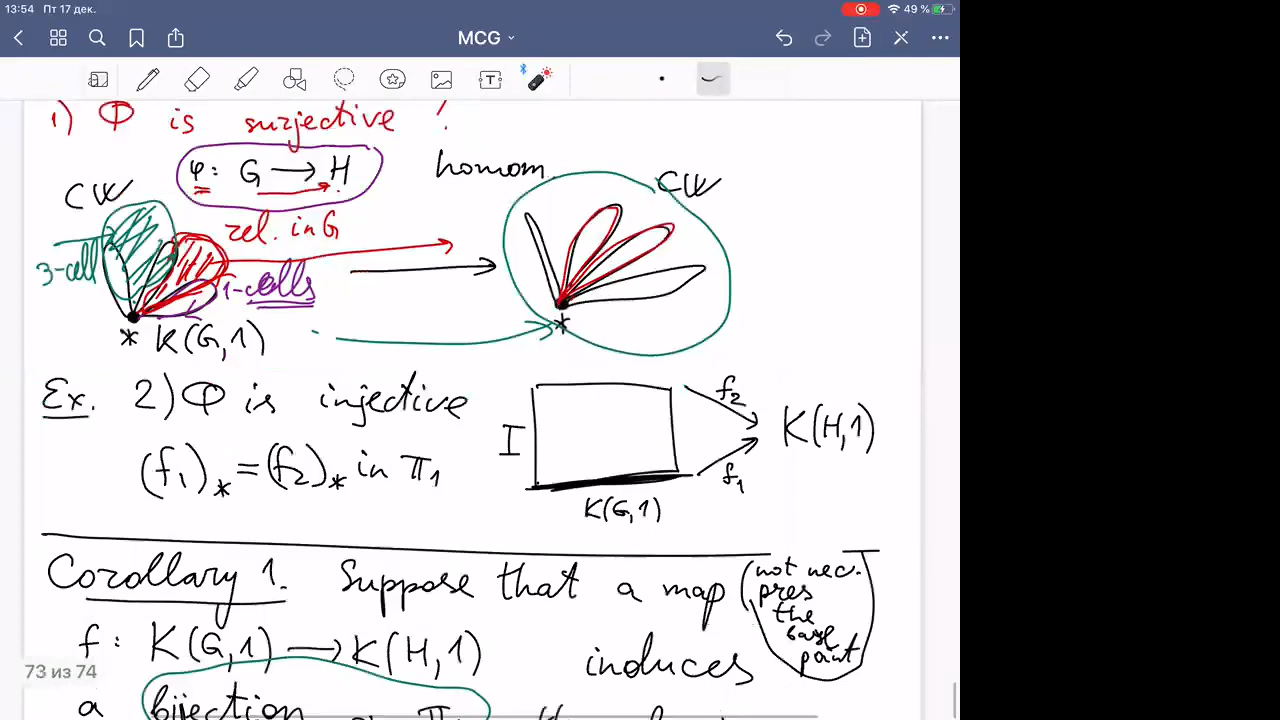 13:54 Пт 17 дек.
49 %
MCG
1) Φ is surjective !
φ: G → H homom.
CW
CW
rel. in G
3-cell
1-cells
* K(G,1)
*
Ex. 2) Φ is injective
(f₁)* = (f₂)* in π₁
I
f₂
K(H,1)
f₁
K(G,1)
Corollary 1. Suppose that a map (not nec.
pres
the
base
point)
f: K(G,1) → K(H,1) induces
73 из 74
a bijection on π₁